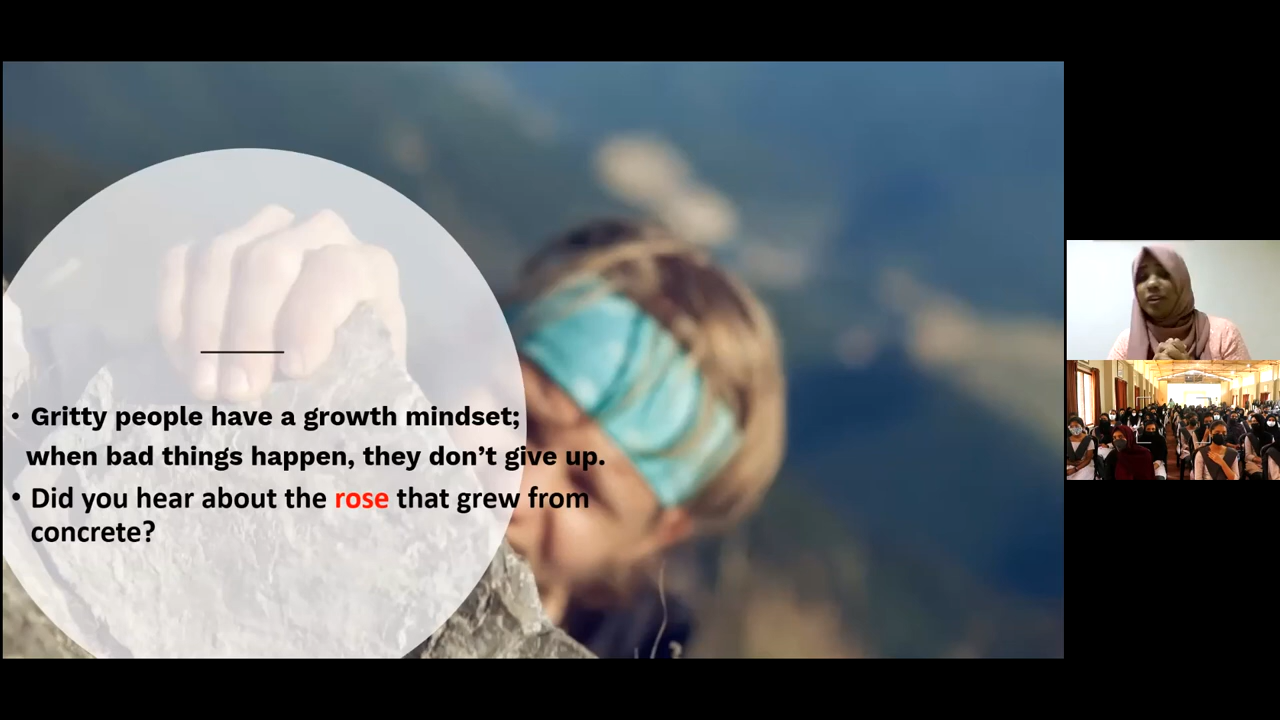 • Gritty people have a growth mindset;
when bad things happen, they don’t give up.
• Did you hear about the rose that grew from
concrete?